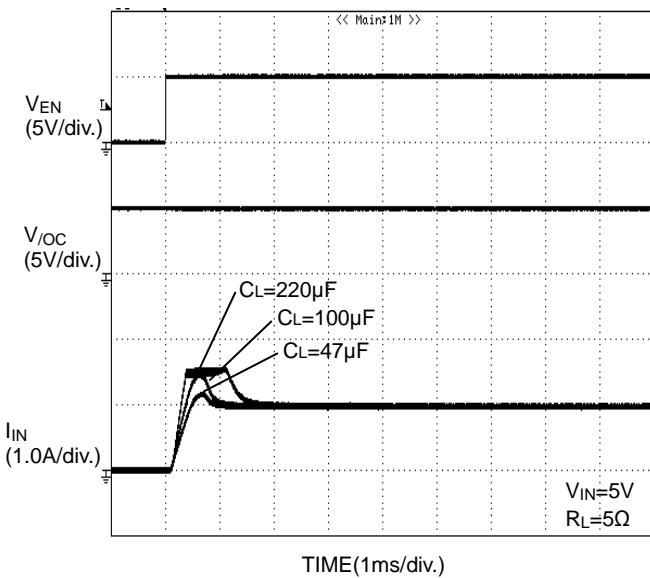 << Main:1M >>
VEN
(5V/div.)
V/OC
(5V/div.)
CL=220µF
CL=100µF
CL=47µF
IIN
(1.0A/div.)
VIN=5V
RL=5Ω
TIME(1ms/div.)